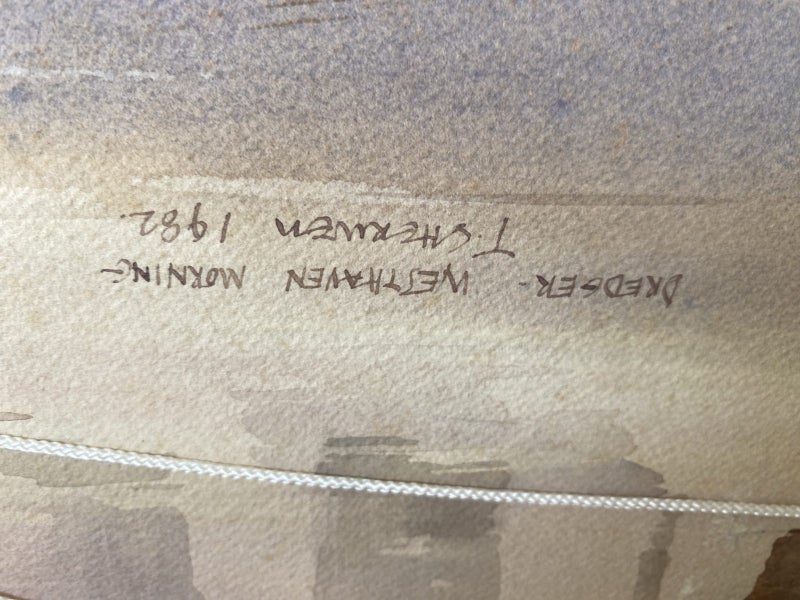 DREDGER - WESTHAVEN MORNING
T. SHERWEN 1982.